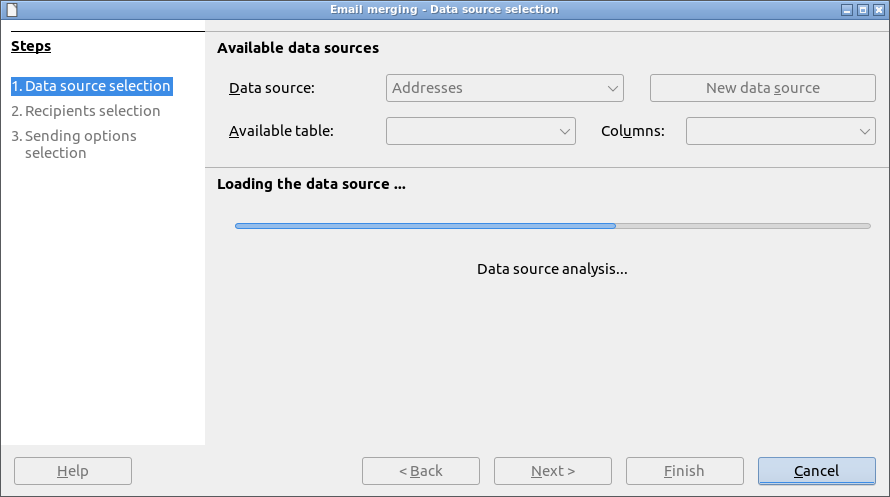 Email merging - Data source selection
Steps
1. Data source selection
2. Recipients selection
3. Sending options
selection
Available data sources
Data source: Addresses New data source
Available table: Columns:
Loading the data source ...
Data source analysis...
Help < Back Next > Finish Cancel